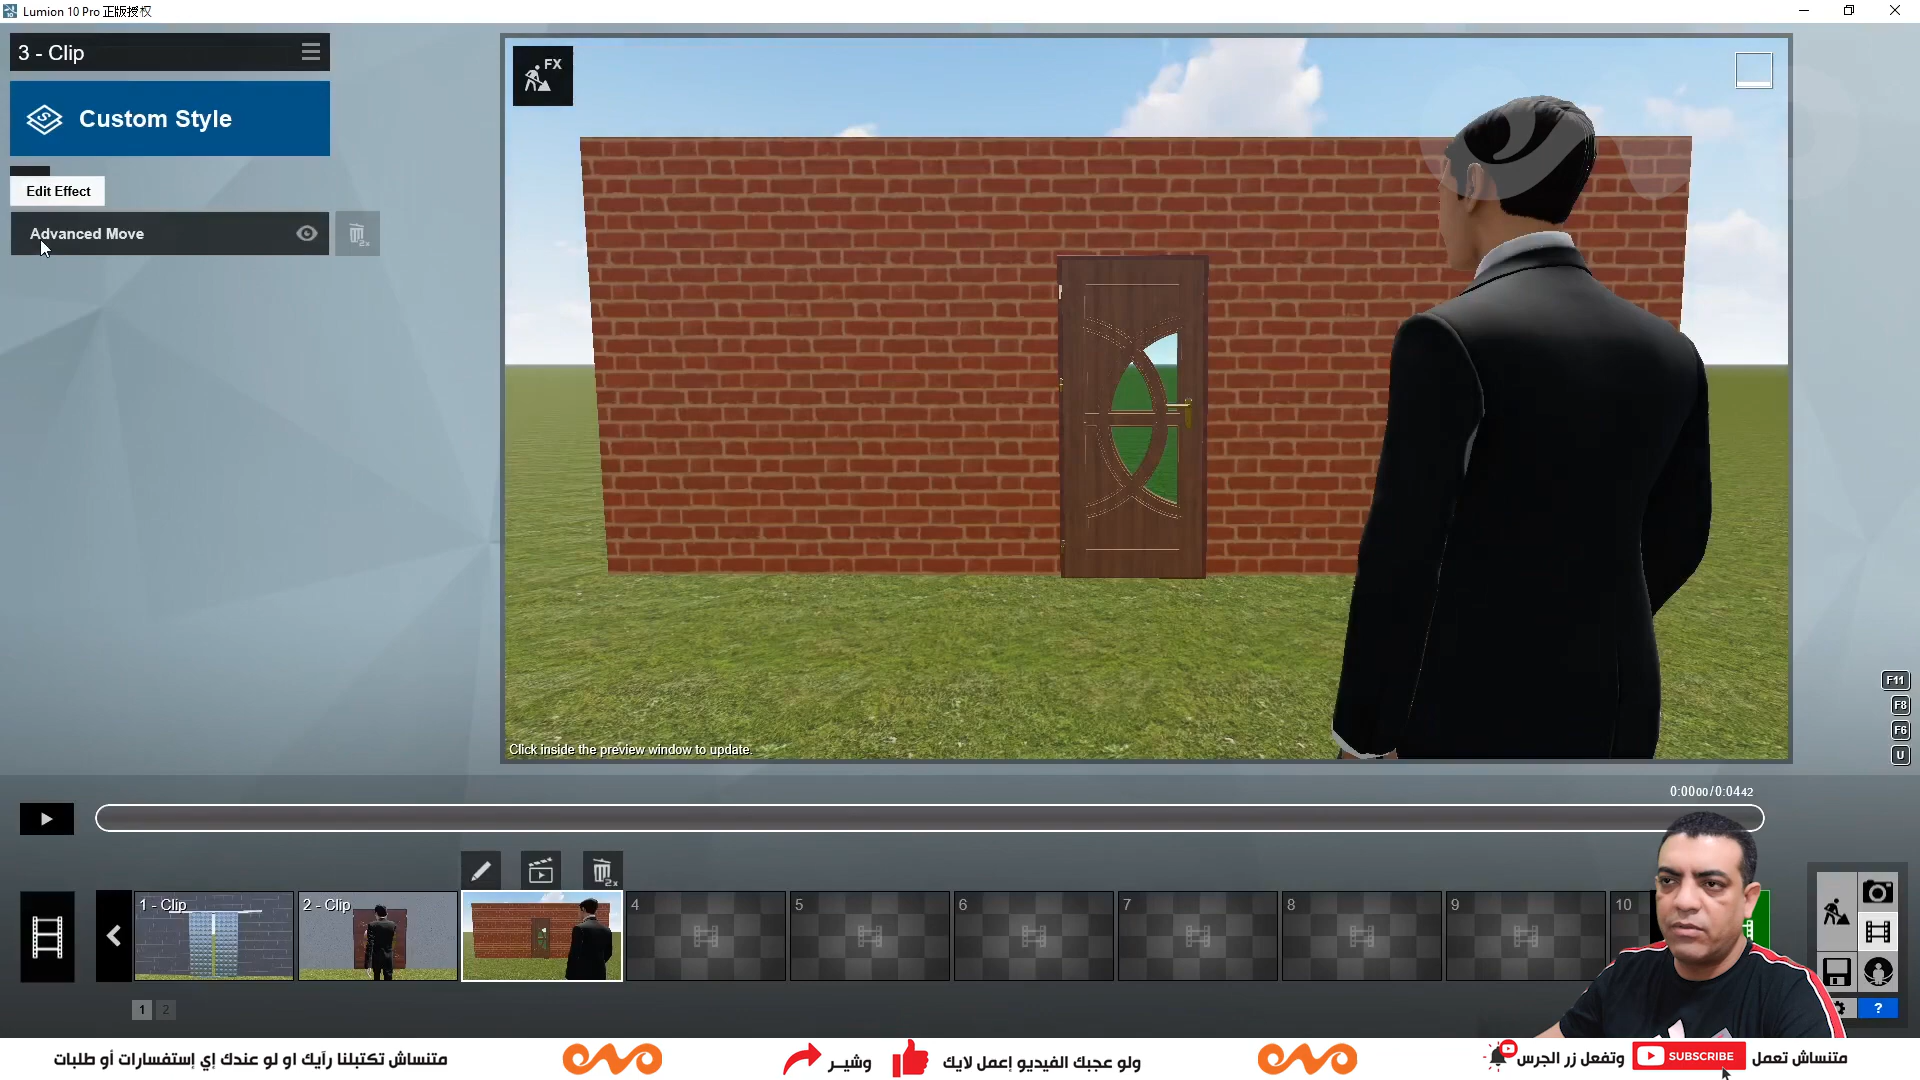 Lumion 10 Pro 正版授权
3 - Clip
Custom Style
Edit Effect
Advanced Move
FX
Click inside the preview window to update.
F11
F8
F6
U
0:0000/0:0442
1 - Clip
2 - Clip
4
5
6
7
8
9
10
1
2
متنساش تكتبلنا رأيك او لو عندك إي إستفسارات أو طلبات
وشير
ولو عجبك الفيديو إعمل لايك
وتفعل زر الجرس
SUBSCRIBE
متنساش تعمل